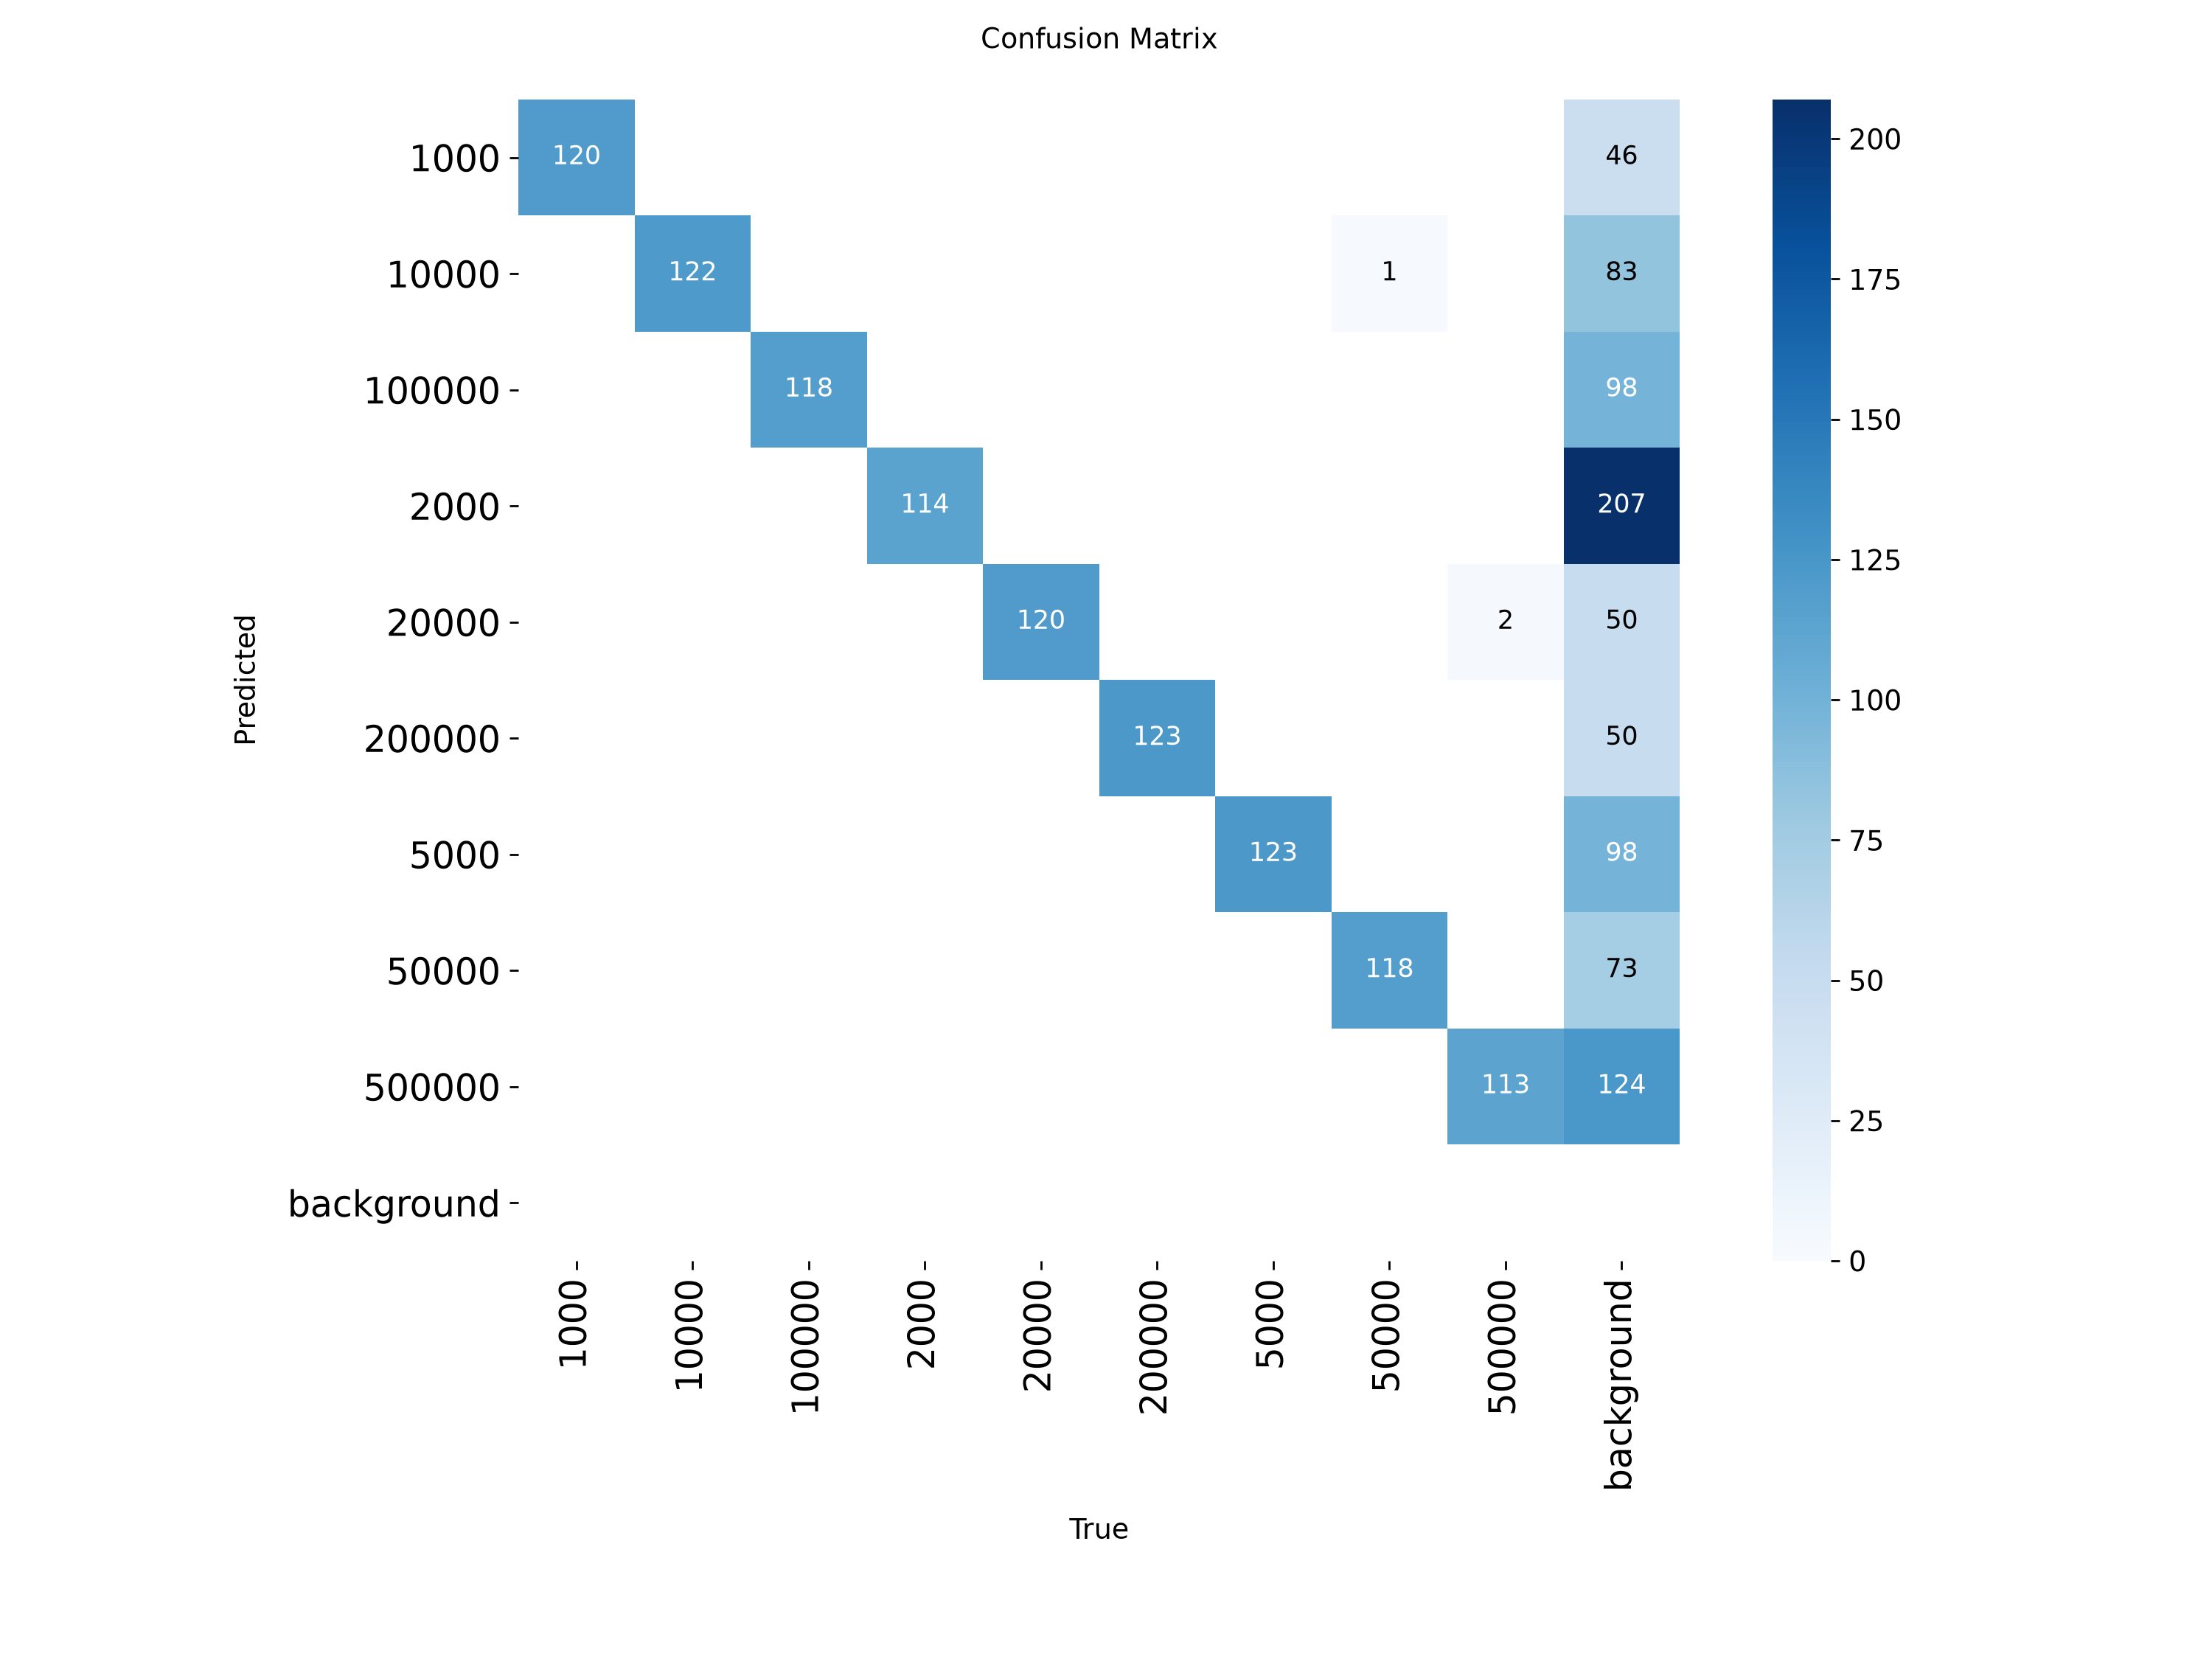 Confusion Matrix
1000 120 46 200
10000 122 1 83 175
100000 118 98 150
2000 114 207 125
20000 120 2 50 100
200000 123 50 75
5000 123 98 50
50000 118 73 25
500000 113 124 0
background
Predicted
1000 10000 100000 2000 20000 200000 5000 50000 500000 background
True